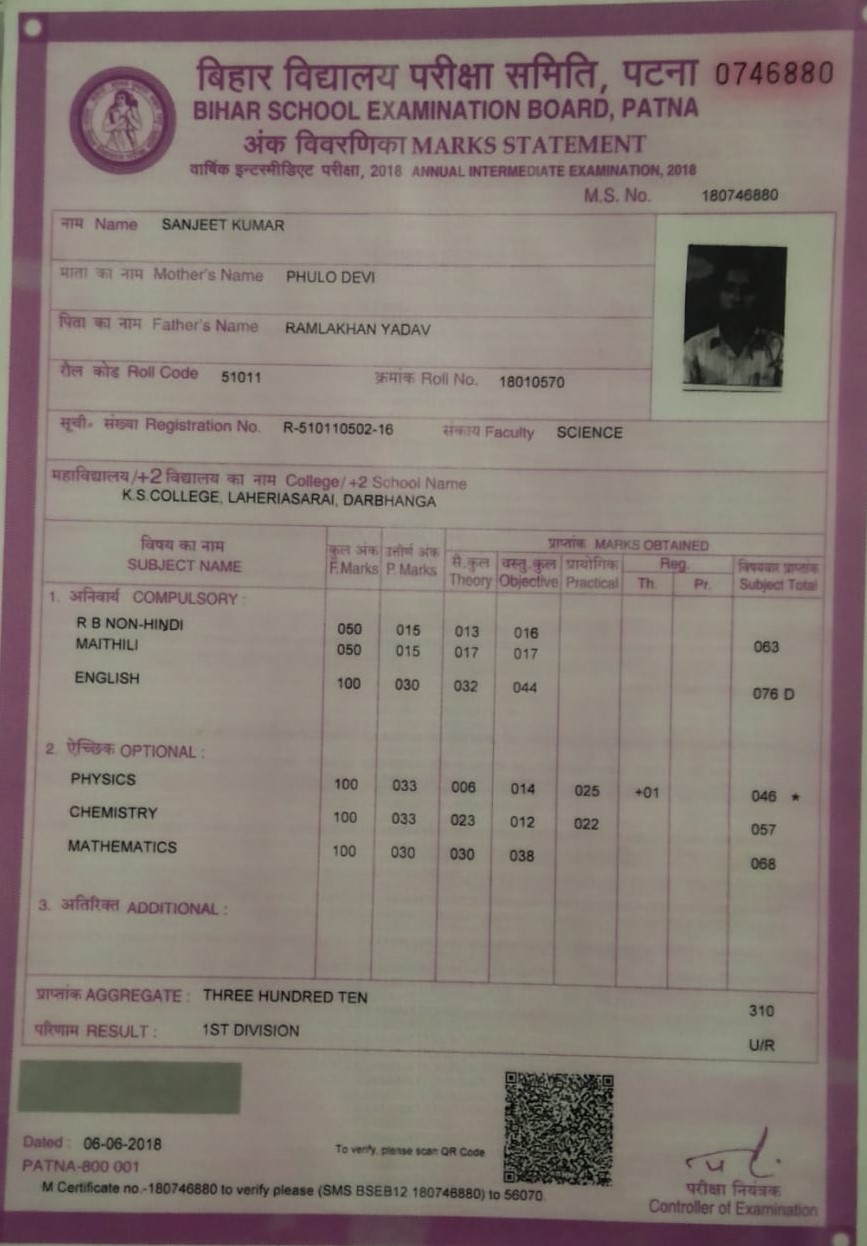 बिहार विद्यालय परीक्षा समिति, पटना 0746880
BIHAR SCHOOL EXAMINATION BOARD, PATNA
अंक विवरणिका MARKS STATEMENT
वार्षिक इन्टरमीडिएट परीक्षा, 2018 ANNUAL INTERMEDIATE EXAMINATION, 2018
M.S. No. 180746880
नाम Name SANJEET KUMAR
माता का नाम Mother's Name PHULO DEVI
पिता का नाम Father's Name RAMLAKHAN YADAV
रौल कोड Roll Code 51011 क्रमांक Roll No. 18010570
सूची॰ संख्या Registration No. R-510110502-16 संकाय Faculty SCIENCE
महाविद्यालय/+2 विद्यालय का नाम College/+2 School Name
K.S.COLLEGE, LAHERIASARAI, DARBHANGA
विषय का नाम कुल अंक उत्तीर्ण अंक प्राप्तांक MARKS OBTAINED
SUBJECT NAME F.Marks P. Marks सै.कुल वस्तु.कुल प्रायोगिक Reg. विषयवार प्राप्तांक
Theory Objective Practical Th. Pr. Subject Total
1. अनिवार्य COMPULSORY :
R B NON-HINDI 050 015 013 016
MAITHILI 050 015 017 017 063
ENGLISH 100 030 032 044 076 D
2. ऐच्छिक OPTIONAL :
PHYSICS 100 033 006 014 025 +01 046 *
CHEMISTRY 100 033 023 012 022 057
MATHEMATICS 100 030 030 038 068
3. अतिरिक्त ADDITIONAL :
प्राप्तांक AGGREGATE : THREE HUNDRED TEN 310
परिणाम RESULT : 1ST DIVISION U/R
Dated : 06-06-2018 To verify, please scan QR Code
PATNA-800 001
M Certificate no.-180746880 to verify please (SMS BSEB12 180746880) to 56070.
परीक्षा नियंत्रक
Controller of Examination